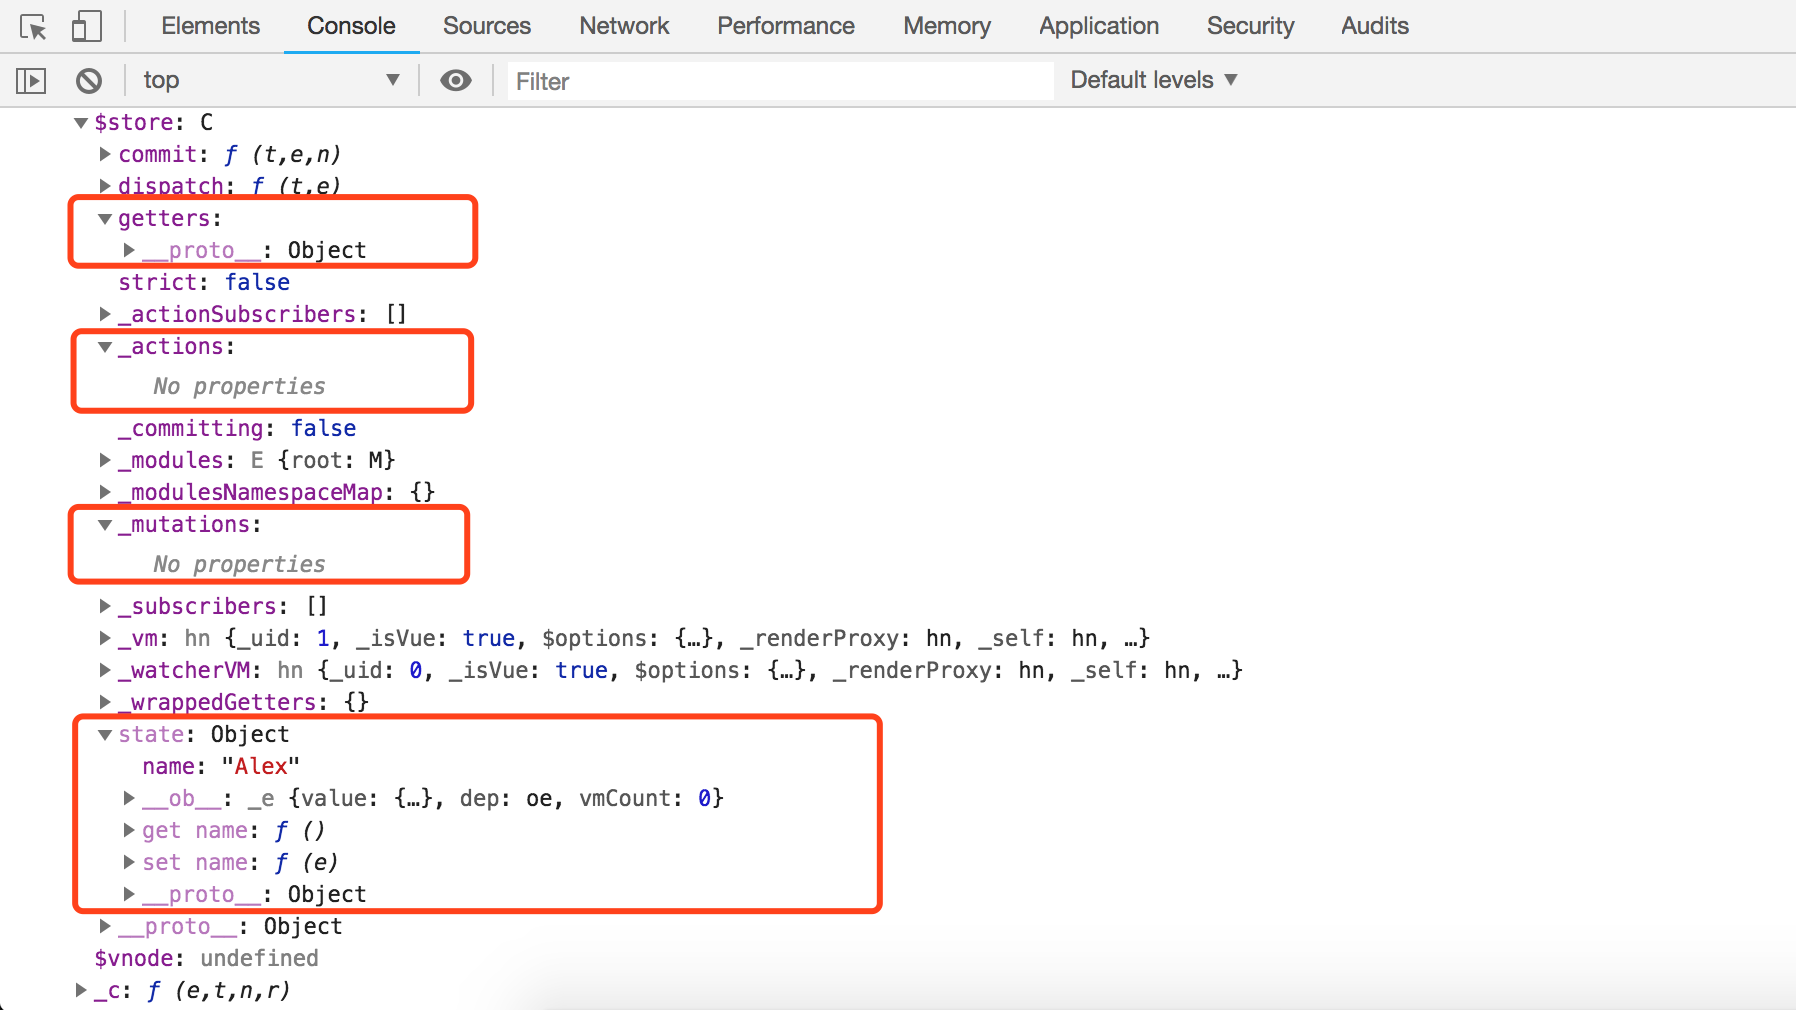 Elements Console Sources Network Performance Memory Application Security Audits
top ▼ Filter Default levels ▼
▼ $store: C
▶ commit: ƒ (t,e,n)
▶ dispatch: ƒ (t,e)
▼ getters:
▶ __proto__: Object
strict: false
▶ _actionSubscribers: []
▼ _actions:
No properties
_committing: false
▶ _modules: E {root: M}
▶ _modulesNamespaceMap: {}
▼ _mutations:
No properties
▶ _subscribers: []
▶ _vm: hn {_uid: 1, _isVue: true, $options: {…}, _renderProxy: hn, _self: hn, …}
▶ _watcherVM: hn {_uid: 0, _isVue: true, $options: {…}, _renderProxy: hn, _self: hn, …}
▶ _wrappedGetters: {}
▼ state: Object
name: "Alex"
▶ __ob__: _e {value: {…}, dep: oe, vmCount: 0}
▶ get name: ƒ ()
▶ set name: ƒ (e)
▶ __proto__: Object
▶ __proto__: Object
$vnode: undefined
▶ _c: ƒ (e,t,n,r)